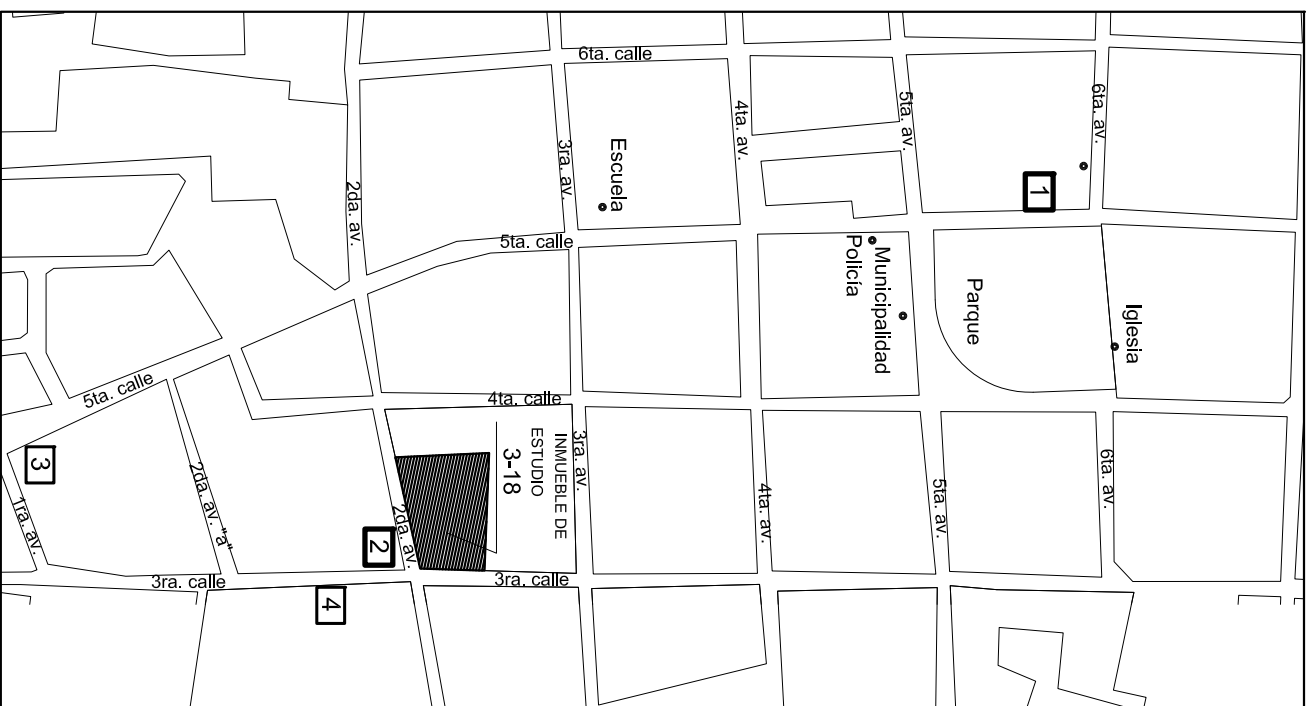 6ta. calle
3ra. av.
4ta. av.
5ta. av.
6ta. av.
Escuela
1
2da. av.
5ta. calle
Municipalidad
Policía
Parque
Iglesia
5ta. calle
4ta. calle
3ra. av.
INMUEBLE DE
ESTUDIO
3-18
4ta. av.
5ta. av.
6ta. av.
3
1ra. av.
2da. av. "a"
2
2da. av.
3ra. calle
3ra. calle
4